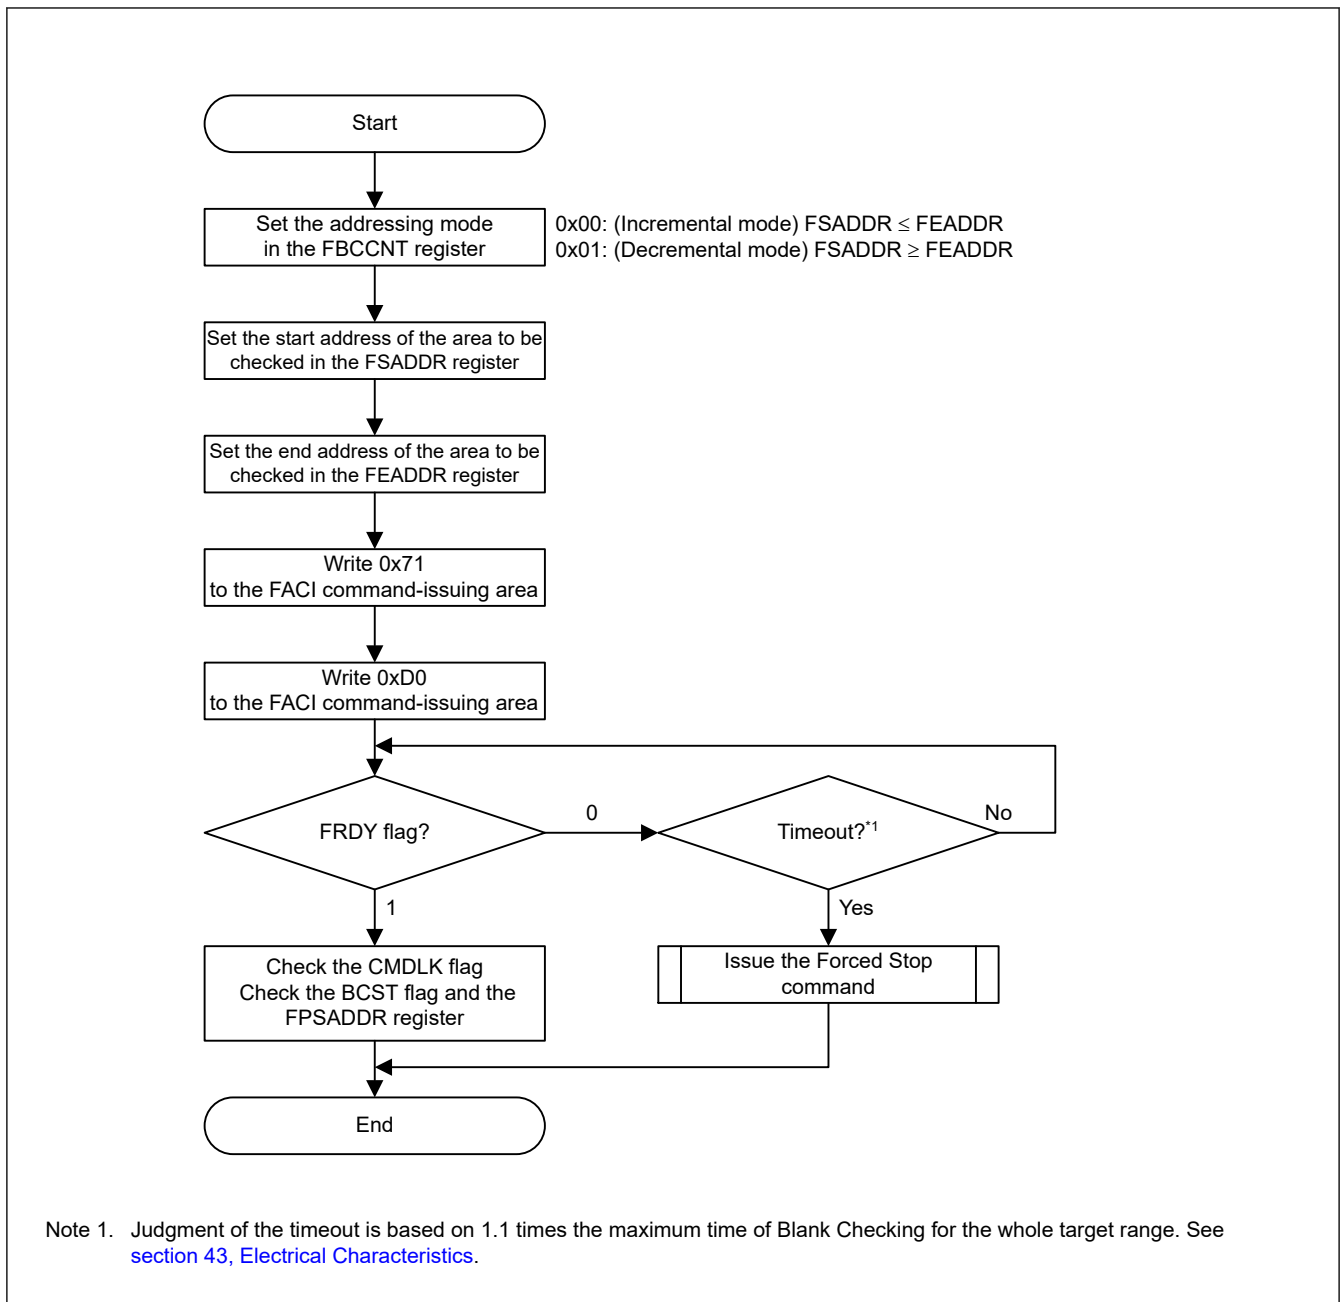 Start
Set the addressing mode
in the FBCCNT register
0x00: (Incremental mode) FSADDR ≤ FEADDR
0x01: (Decremental mode) FSADDR ≥ FEADDR
Set the start address of the area to be
checked in the FSADDR register
Set the end address of the area to be
checked in the FEADDR register
Write 0x71
to the FACI command-issuing area
Write 0xD0
to the FACI command-issuing area
FRDY flag?
0
Timeout?*1
No
1
Yes
Check the CMDLK flag
Check the BCST flag and the
FPSADDR register
Issue the Forced Stop
command
End
Note 1. Judgment of the timeout is based on 1.1 times the maximum time of Blank Checking for the whole target range. See
section 43, Electrical Characteristics.